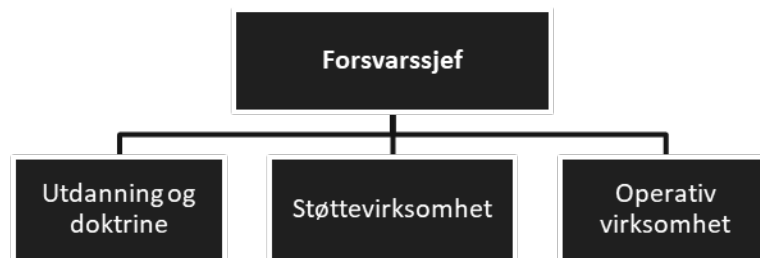 Forsvarssjef
Utdanning og
doktrine
Støttevirksomhet
Operativ
virksomhet